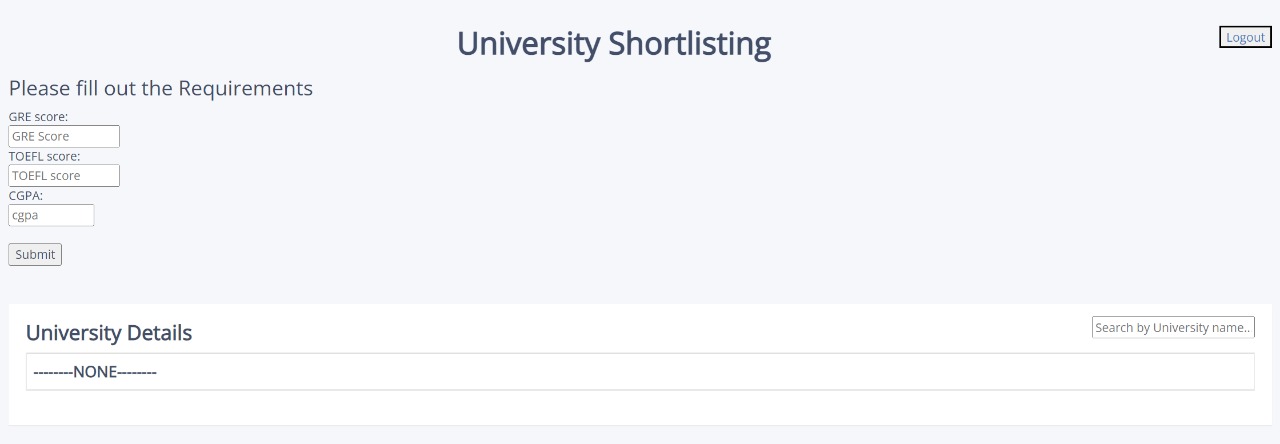 University Shortlisting
Logout
Please fill out the Requirements
GRE score:
GRE Score
TOEFL score:
TOEFL score
CGPA:
cgpa
Submit
University Details
Search by University name..
--------NONE--------